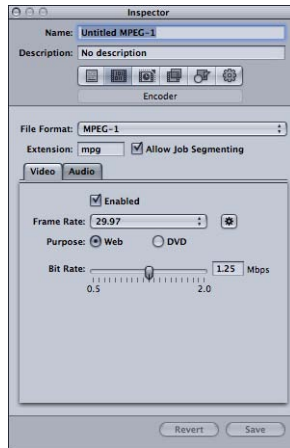 Inspector
Name: Untitled MPEG-1
Description: No description
Encoder
File Format: MPEG-1
Extension: mpg Allow Job Segmenting
Video Audio
Enabled
Frame Rate: 29.97
Purpose: Web DVD
Bit Rate: 1.25 Mbps
0.5 2.0
Revert Save